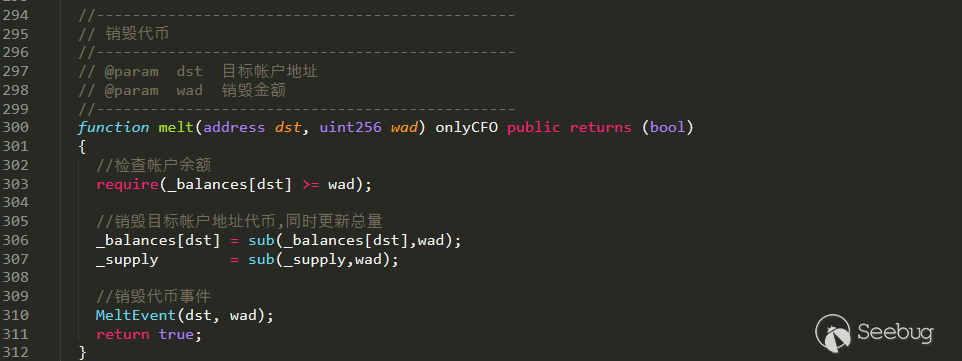 294 //----------------------------------------------
295 // 销毁代币
296 //----------------------------------------------
297 // @param  dst  目标帐户地址
298 // @param  wad  销毁金额
299 //----------------------------------------------
300 function melt(address dst, uint256 wad) onlyCFO public returns (bool)
301 {
302   //检查帐户余额
303   require(_balances[dst] >= wad);
304
305   //销毁目标帐户地址代币,同时更新总量
306   _balances[dst] = sub(_balances[dst],wad);
307   _supply        = sub(_supply,wad);
308
309   //销毁代币事件
310   MeltEvent(dst, wad);
311   return true;
312 }
Seebug